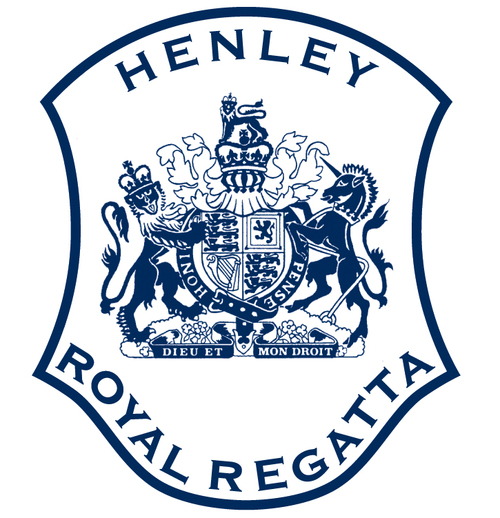 HENLEY
HONI
PENSE
DIEU ET MON DROIT
ROYAL REGATTA